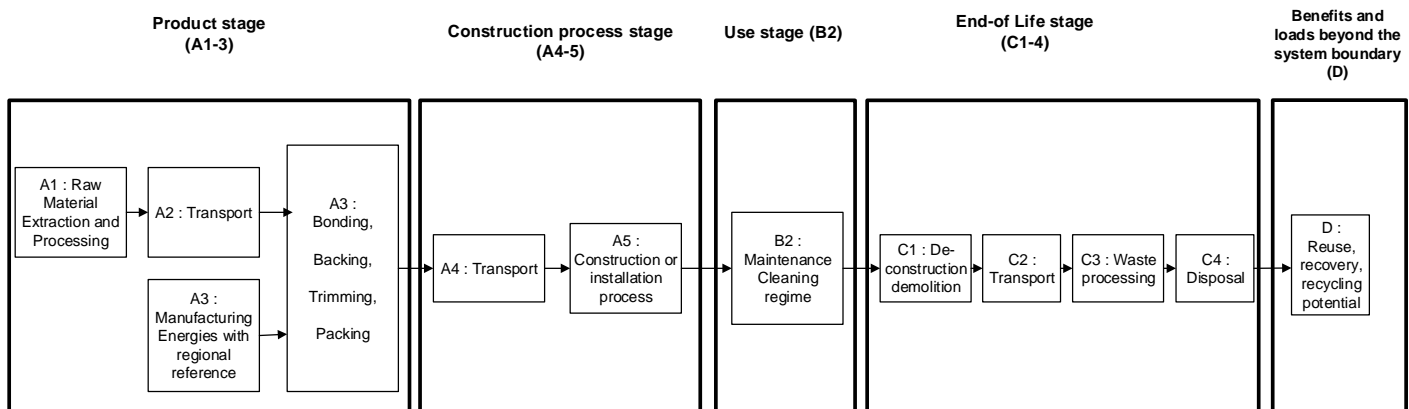 Product stage
(A1-3)
Construction process stage
(A4-5)
Use stage (B2)
End-of Life stage
(C1-4)
Benefits and
loads beyond the
system boundary
(D)
A1 : Raw
Material
Extraction and
Processing
A2 : Transport
A3 :
Manufacturing
Energies with
regional
reference
A3 :
Bonding,
Backing,
Trimming,
Packing
A4 : Transport
A5 :
Construction or
installation
process
B2 :
Maintenance
Cleaning
regime
C1 : De-
construction
demolition
C2 :
Transport
C3 : Waste
processing
C4 :
Disposal
D :
Reuse,
recovery,
recycling
potential